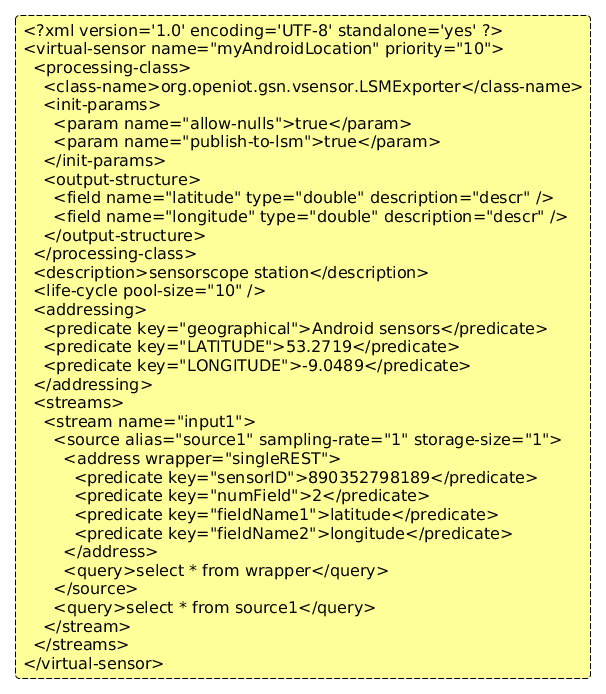 <?xml version='1.0' encoding='UTF-8' standalone='yes' ?>
<virtual-sensor name="myAndroidLocation" priority="10">
<processing-class>
<class-name>org.openiot.gsn.vsensor.LSMExporter</class-name>
<init-params>
<param name="allow-nulls">true</param>
<param name="publish-to-lsm">true</param>
</init-params>
<output-structure>
<field name="latitude" type="double" description="descr" />
<field name="longitude" type="double" description="descr" />
</output-structure>
</processing-class>
<description>sensorscope station</description>
<life-cycle pool-size="10" />
<addressing>
<predicate key="geographical">Android sensors</predicate>
<predicate key="LATITUDE">53.2719</predicate>
<predicate key="LONGITUDE">-9.0489</predicate>
</addressing>
<streams>
<stream name="input1">
<source alias="source1" sampling-rate="1" storage-size="1">
<address wrapper="singleREST">
<predicate key="sensorID">890352798189</predicate>
<predicate key="numField">2</predicate>
<predicate key="fieldName1">latitude</predicate>
<predicate key="fieldName2">longitude</predicate>
</address>
<query>select * from wrapper</query>
</source>
<query>select * from source1</query>
</stream>
</streams>
</virtual-sensor>